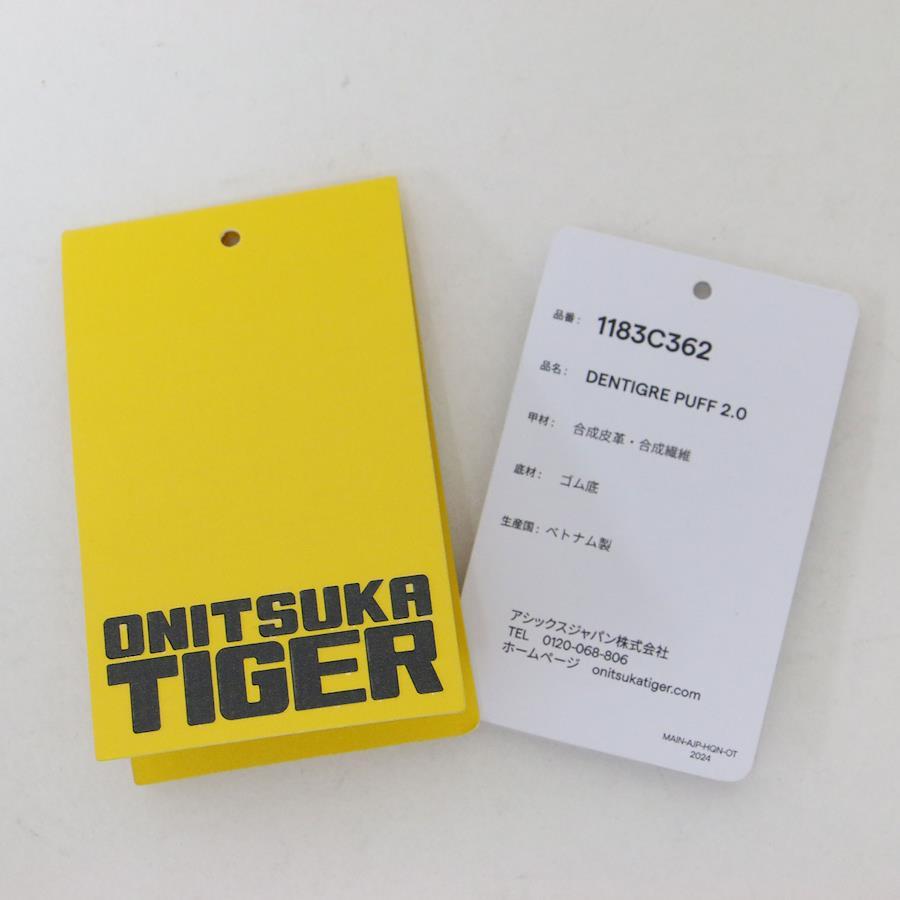 ONITSUKA
TIGER
品番： 1183C362
品名： DENTIGRE PUFF 2.0
甲材： 合成皮革・合成繊維
底材： ゴム底
生産国：ベトナム製
アシックスジャパン株式会社
TEL 0120-068-806
ホームページ onitsukatiger.com
MAIN-AJP-HQN-OT
2024